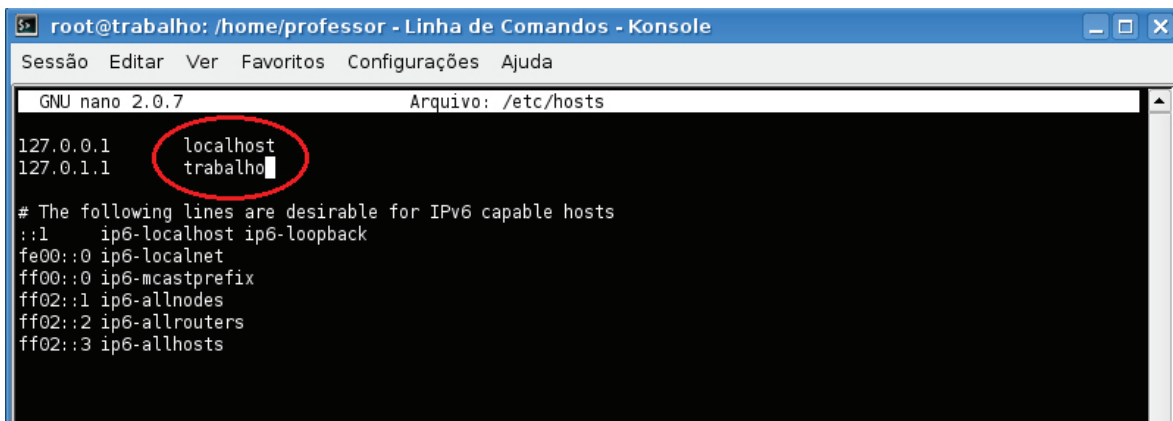 root@trabalho: /home/professor - Linha de Comandos - Konsole
Sessão Editar Ver Favoritos Configurações Ajuda
GNU nano 2.0.7 Arquivo: /etc/hosts
127.0.0.1 localhost
127.0.1.1 trabalho
# The following lines are desirable for IPv6 capable hosts
::1 ip6-localhost ip6-loopback
fe00::0 ip6-localnet
ff00::0 ip6-mcastprefix
ff02::1 ip6-allnodes
ff02::2 ip6-allrouters
ff02::3 ip6-allhosts